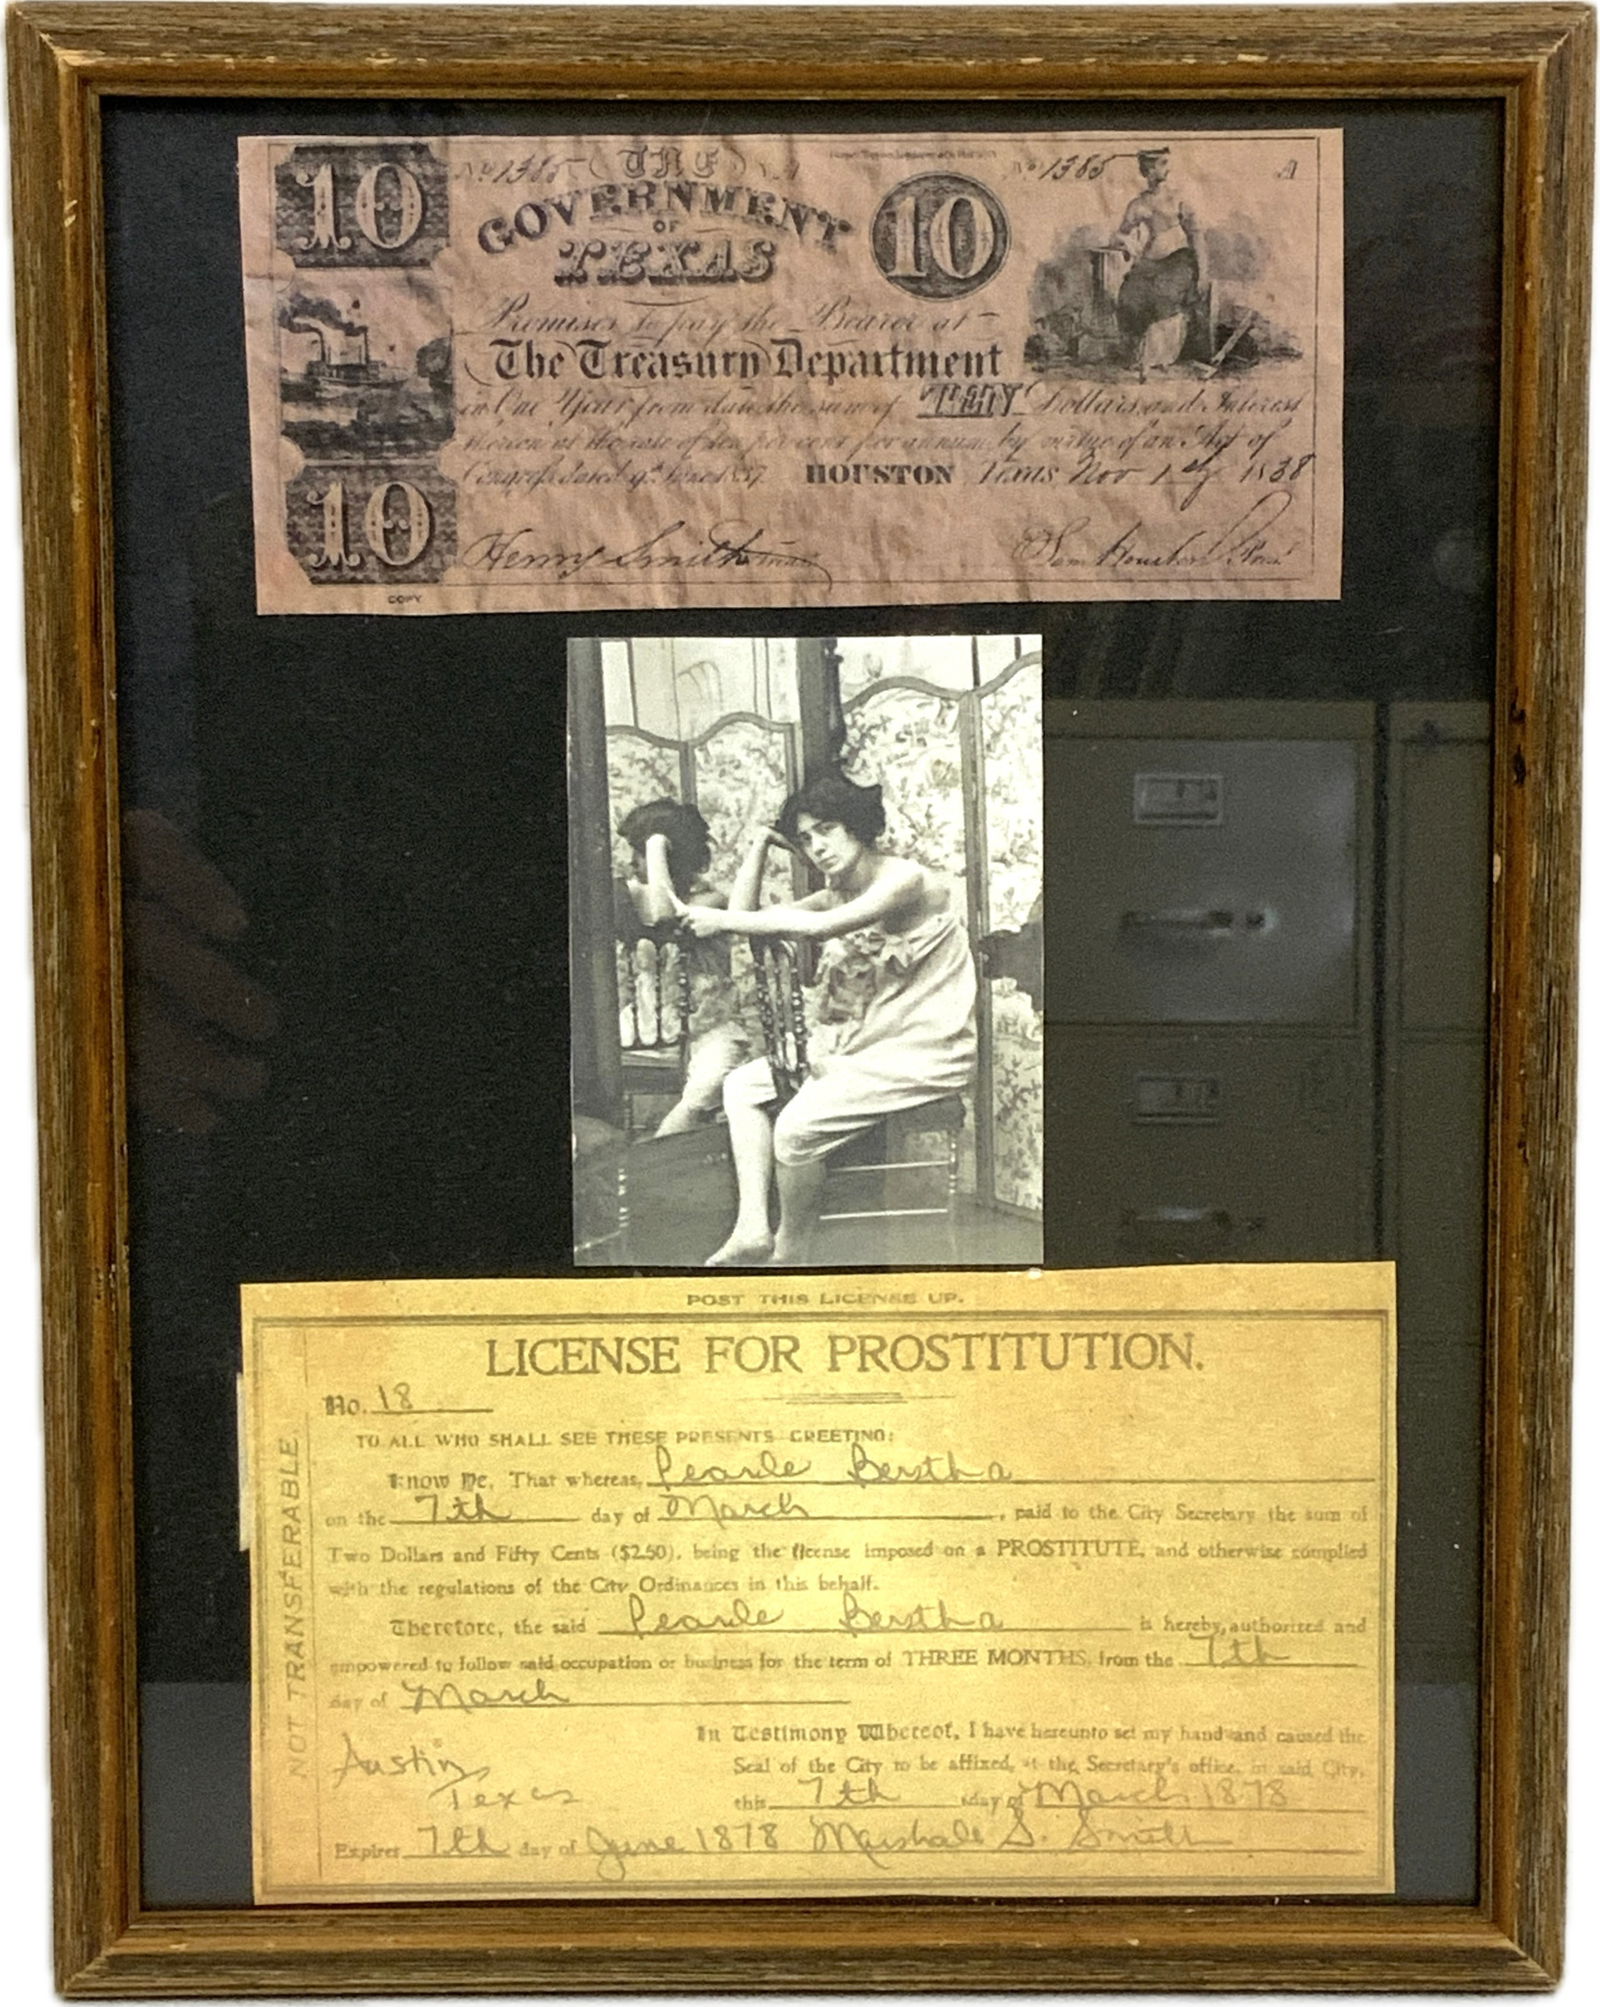 10 No 1385 THE A No 1385 A
GOVERNMENT 10
OF
TEXAS
Promises to pay the Bearer at
The Treasury Department
in One Year from date the sum of Dollars and Interest
thereon at the rate of ten per cent per annum by virtue of an Act of
Congress dated 9th June 1837. HOUSTON Texas Nov 1838
10 Henry Smith Sam Houston
COPY
POST THIS LICENSE UP.
LICENSE FOR PROSTITUTION.
No. 18
NOT TRANSFERABLE.
TO ALL WHO SHALL SEE THESE PRESENTS GREETING:
Know Ye, That whereas, Pearle Berstha
on the 7th day of March, paid to the City Secretary the sum of
Two Dollars and Fifty Cents ($2.50), being the license imposed on a PROSTITUTE, and otherwise complied
with the regulations of the City Ordinances in this behalf.
Therefore, the said Pearle Berstha is hereby, authorized and
empowered to follow said occupation or business for the term of THREE MONTHS, from the 7th
day of March
In Testimony Whereof, I have hereunto set my hand and caused the
Austin, Seal of the City to be affixed, at the Secretary's office, in said City,
Texas this 7th day of March 1878
Expires 7th day of June 1878 Marshale S. Smith